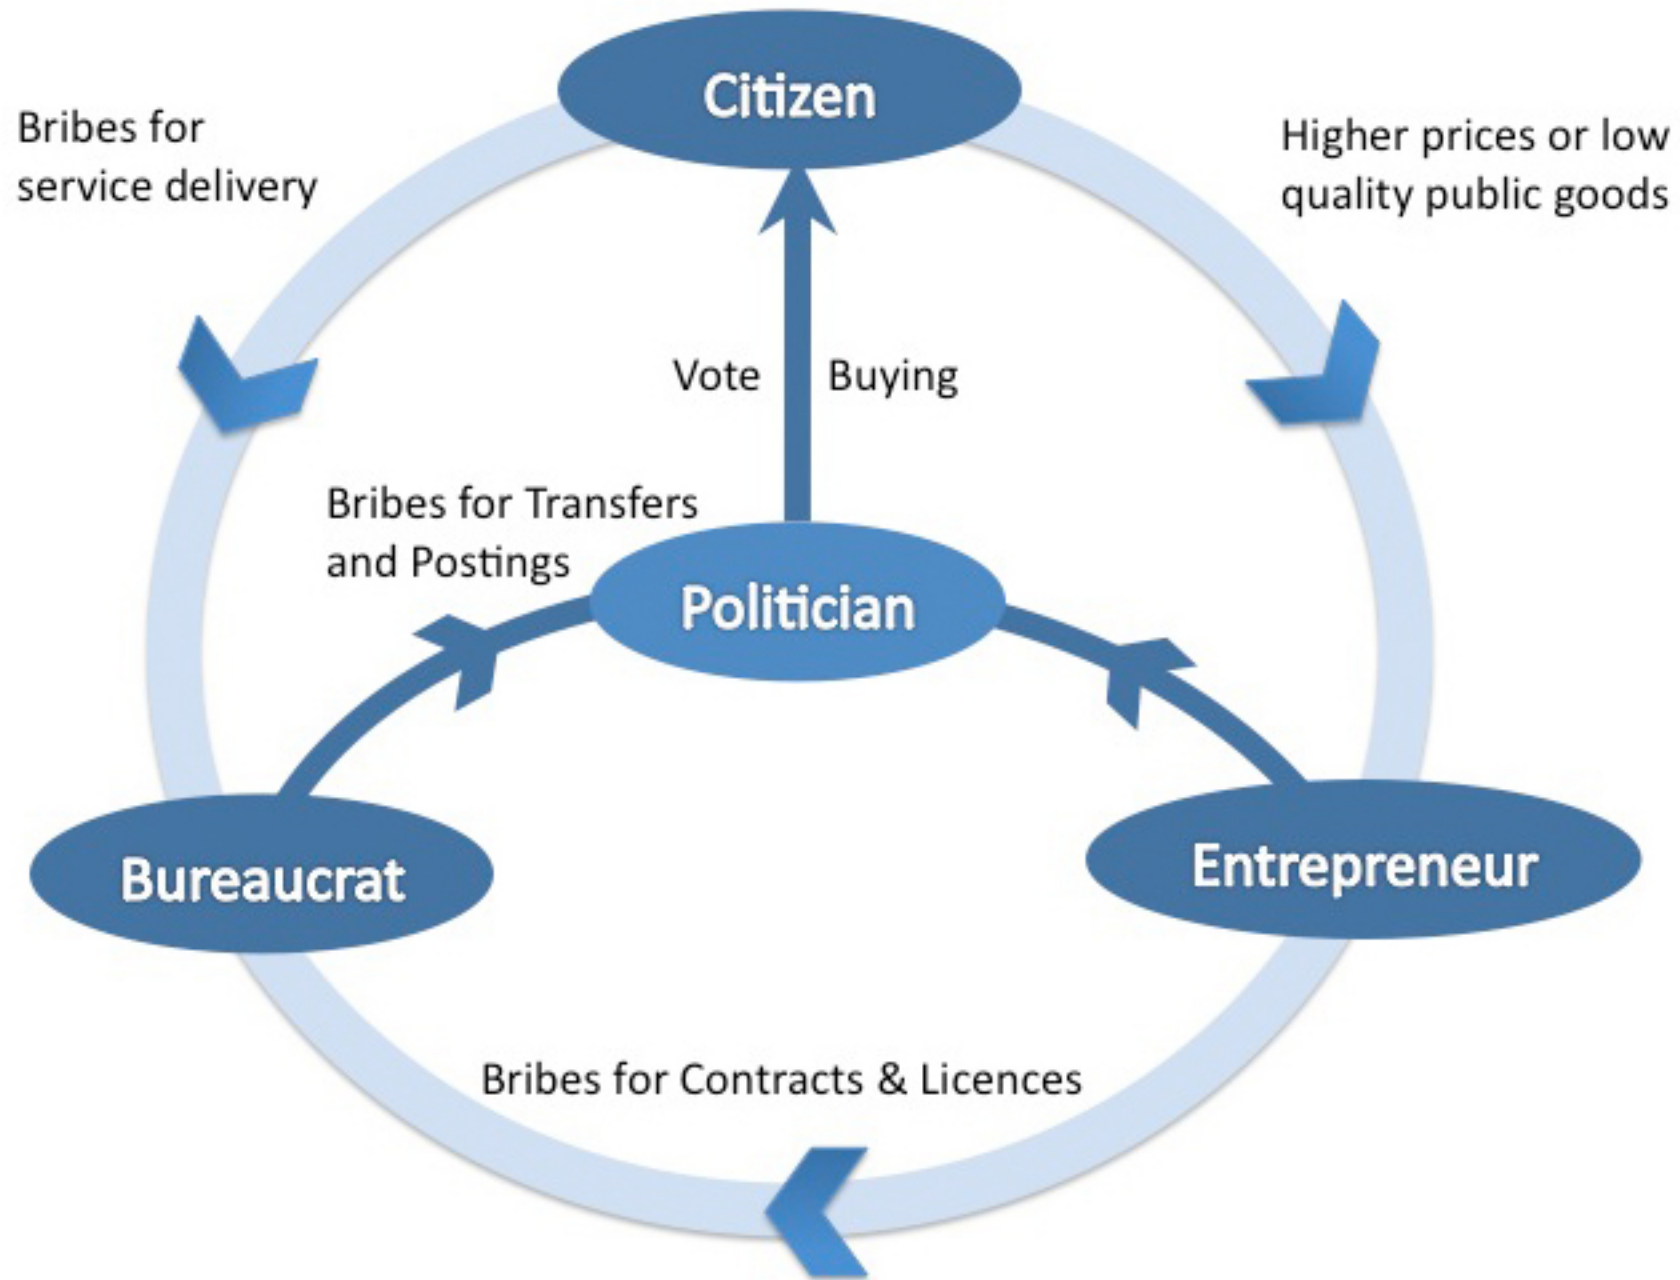 Citizen
Bribes for
service delivery
Higher prices or low
quality public goods
Vote Buying
Bribes for Transfers
and Postings
Politician
Bureaucrat
Entrepreneur
Bribes for Contracts & Licences